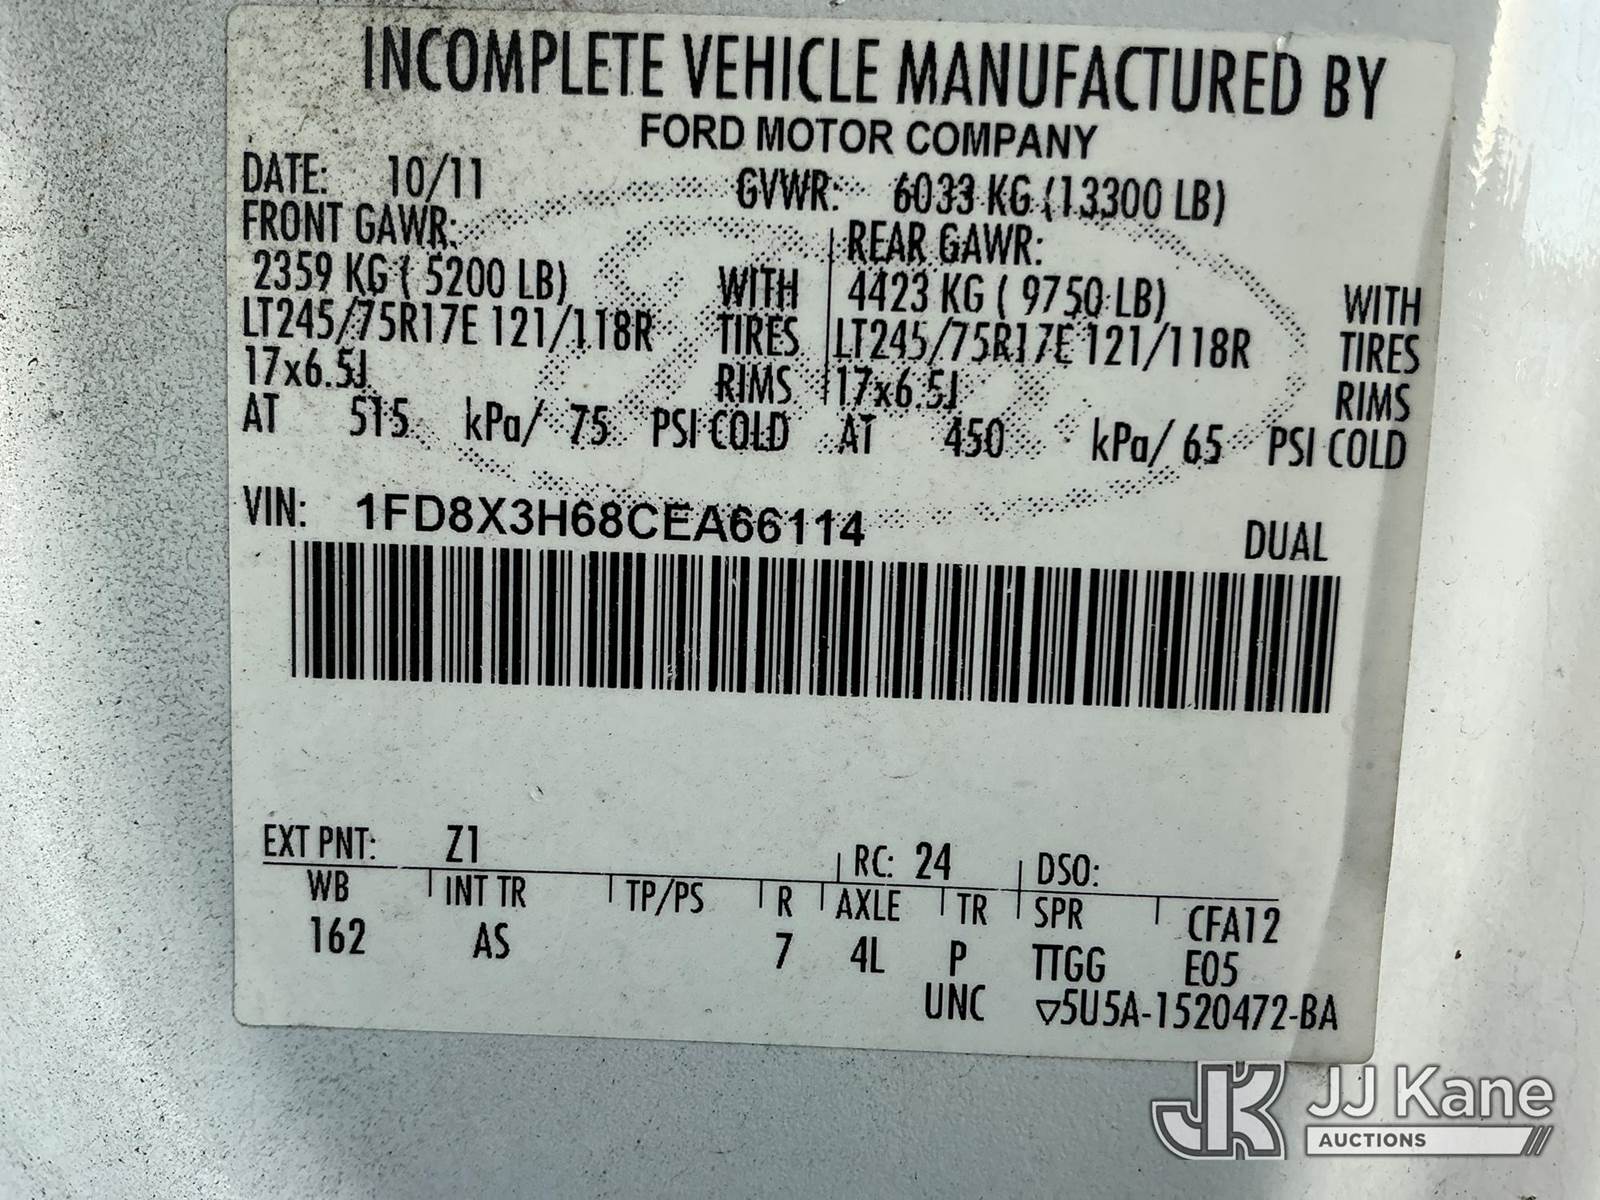 INCOMPLETE VEHICLE MANUFACTURED BY
FORD MOTOR COMPANY
DATE: 10/11 GVWR: 6033 KG (13300 LB)
FRONT GAWR: REAR GAWR:
2359 KG ( 5200 LB) WITH 4423 KG ( 9750 LB) WITH
LT245/75R17E 121/118R TIRES LT245/75R17E 121/118R TIRES
17x6.5J RIMS 17x6.5J RIMS
AT 515 kPa/ 75 PSI COLD AT 450 kPa/ 65 PSI COLD
VIN: 1FD8X3H68CEA66114 DUAL
EXT PNT: Z1 RC: 24 DSO:
WB INT TR TP/PS R AXLE TR SPR CFA12
162 AS 7 4L P TTGG E05
UNC ▽5U5A-1520472-BA
JK JJ Kane
AUCTIONS